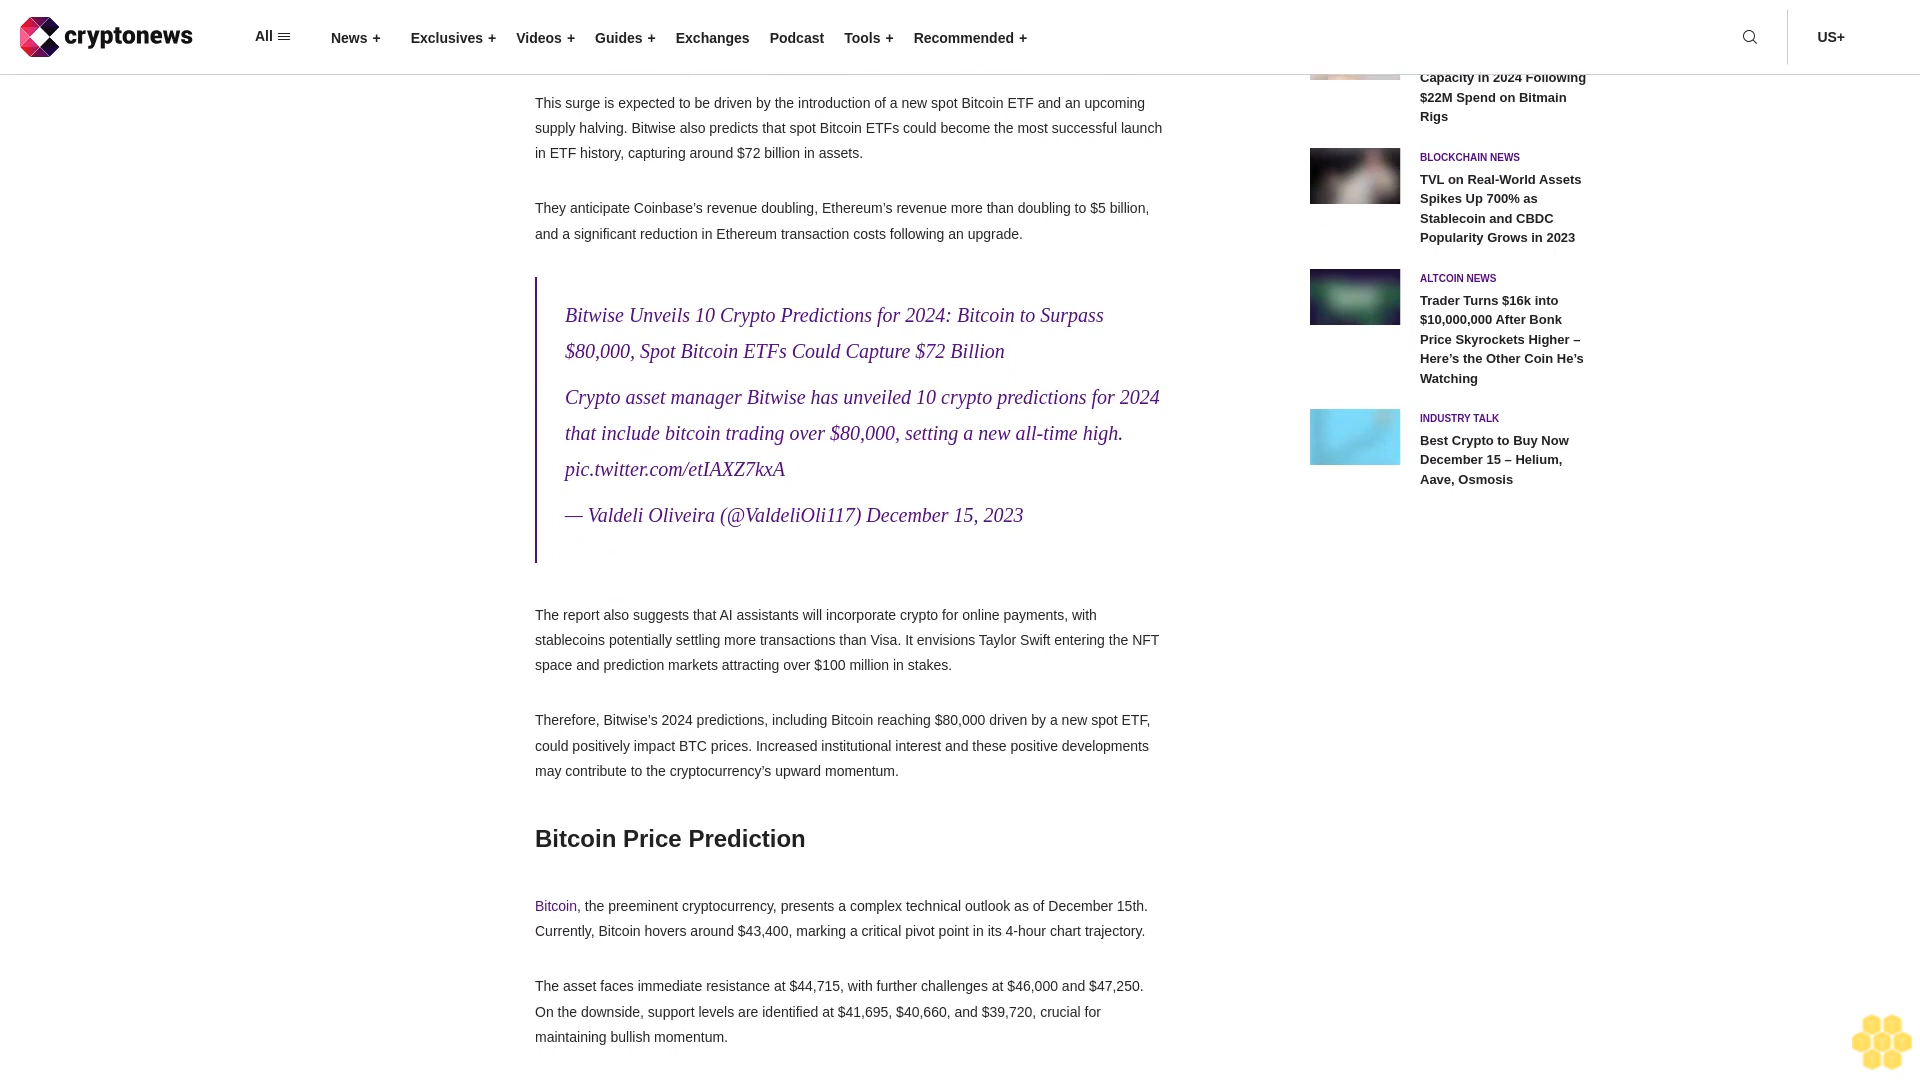 cryptonews
All
News +
Exclusives +
Videos +
Guides +
Exchanges
Podcast
Tools +
Recommended +
US+
This surge is expected to be driven by the introduction of a new spot Bitcoin ETF and an upcoming
supply halving. Bitwise also predicts that spot Bitcoin ETFs could become the most successful launch
in ETF history, capturing around $72 billion in assets.
They anticipate Coinbase’s revenue doubling, Ethereum’s revenue more than doubling to $5 billion,
and a significant reduction in Ethereum transaction costs following an upgrade.
Bitwise Unveils 10 Crypto Predictions for 2024: Bitcoin to Surpass
$80,000, Spot Bitcoin ETFs Could Capture $72 Billion
Crypto asset manager Bitwise has unveiled 10 crypto predictions for 2024
that include bitcoin trading over $80,000, setting a new all-time high.
pic.twitter.com/etIAXZ7kxA
— Valdeli Oliveira (@ValdeliOli117) December 15, 2023
The report also suggests that AI assistants will incorporate crypto for online payments, with
stablecoins potentially settling more transactions than Visa. It envisions Taylor Swift entering the NFT
space and prediction markets attracting over $100 million in stakes.
Therefore, Bitwise’s 2024 predictions, including Bitcoin reaching $80,000 driven by a new spot ETF,
could positively impact BTC prices. Increased institutional interest and these positive developments
may contribute to the cryptocurrency’s upward momentum.
Bitcoin Price Prediction
Bitcoin, the preeminent cryptocurrency, presents a complex technical outlook as of December 15th.
Currently, Bitcoin hovers around $43,400, marking a critical pivot point in its 4-hour chart trajectory.
The asset faces immediate resistance at $44,715, with further challenges at $46,000 and $47,250.
On the downside, support levels are identified at $41,695, $40,660, and $39,720, crucial for
maintaining bullish momentum.
Capacity in 2024 Following
$22M Spend on Bitmain
Rigs
BLOCKCHAIN NEWS
TVL on Real-World Assets
Spikes Up 700% as
Stablecoin and CBDC
Popularity Grows in 2023
ALTCOIN NEWS
Trader Turns $16k into
$10,000,000 After Bonk
Price Skyrockets Higher –
Here’s the Other Coin He’s
Watching
INDUSTRY TALK
Best Crypto to Buy Now
December 15 – Helium,
Aave, Osmosis